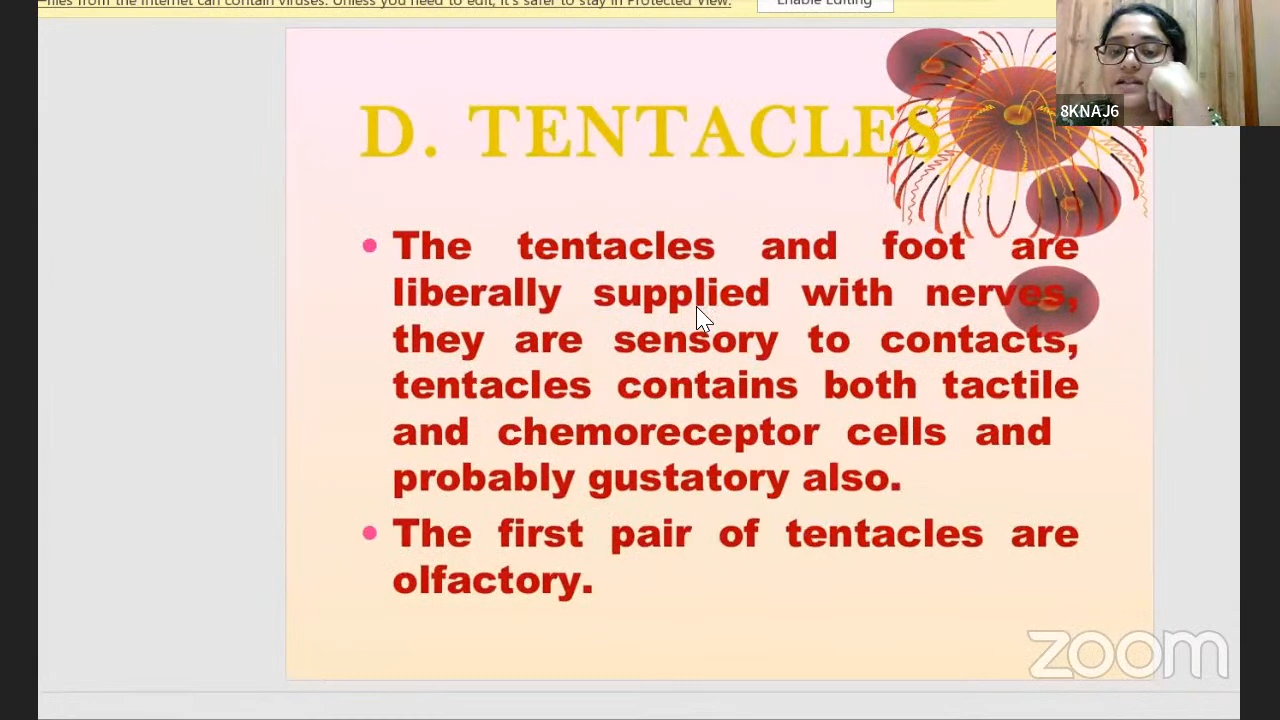 files from the Internet can contain viruses. Unless you need to edit, it's safer to stay in Protected View.
Enable Editing
8KNAJ6
D. TENTACLES
• The tentacles and foot are
liberally supplied with nerves,
they are sensory to contacts,
tentacles contains both tactile
and chemoreceptor cells and
probably gustatory also.
• The first pair of tentacles are
olfactory.
zoom